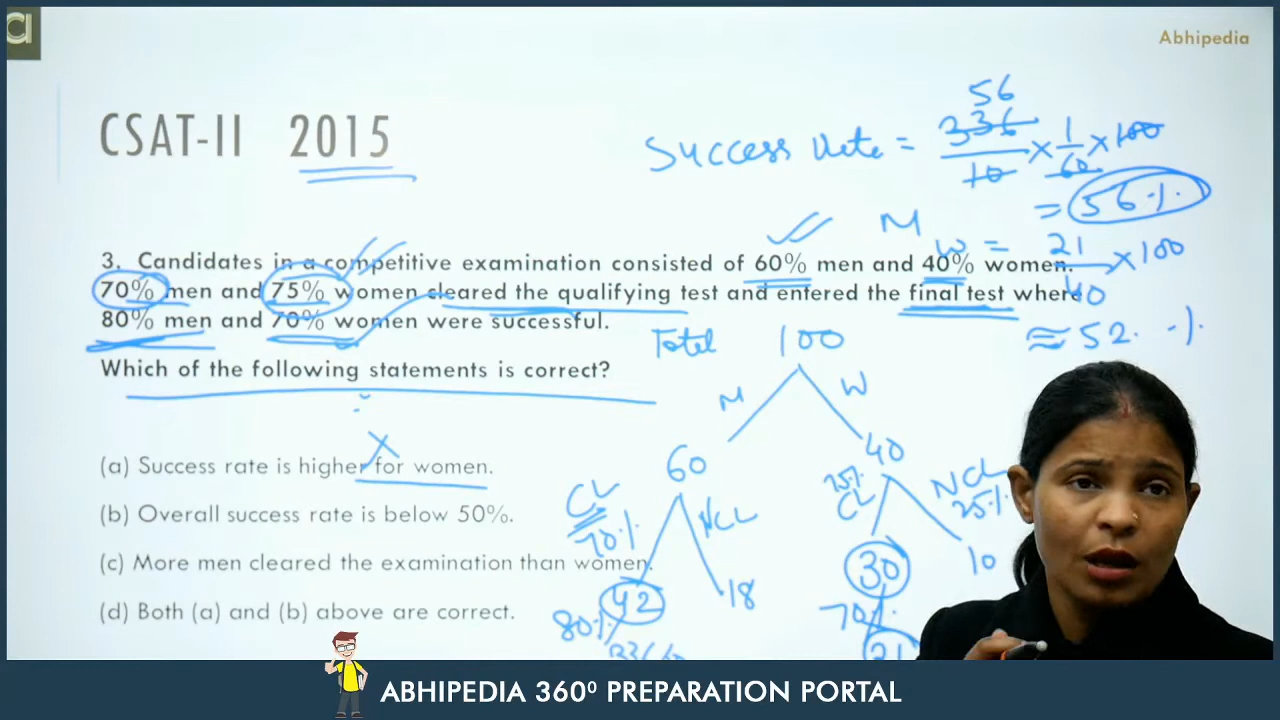 a
Abhipedia
CSAT-II 2015
56
Success rate = 336/10 × 1/60 × 100
= 56 %
M
W = 21/40 × 100
≈ 52. %
3. Candidates in a competitive examination consisted of 60% men and 40% women.
70% men and 75% women cleared the qualifying test and entered the final test where
80% men and 70% women were successful.
Total 100
Which of the following statements is correct?
M W
60 40
(a) Success rate is higher for women.
CL 70% NCL
CL NCL 25%
(b) Overall success rate is below 50%.
(c) More men cleared the examination than women.
42 18 30 10
(d) Both (a) and (b) above are correct.
80% 70%
21
ABHIPEDIA 360⁰ PREPARATION PORTAL